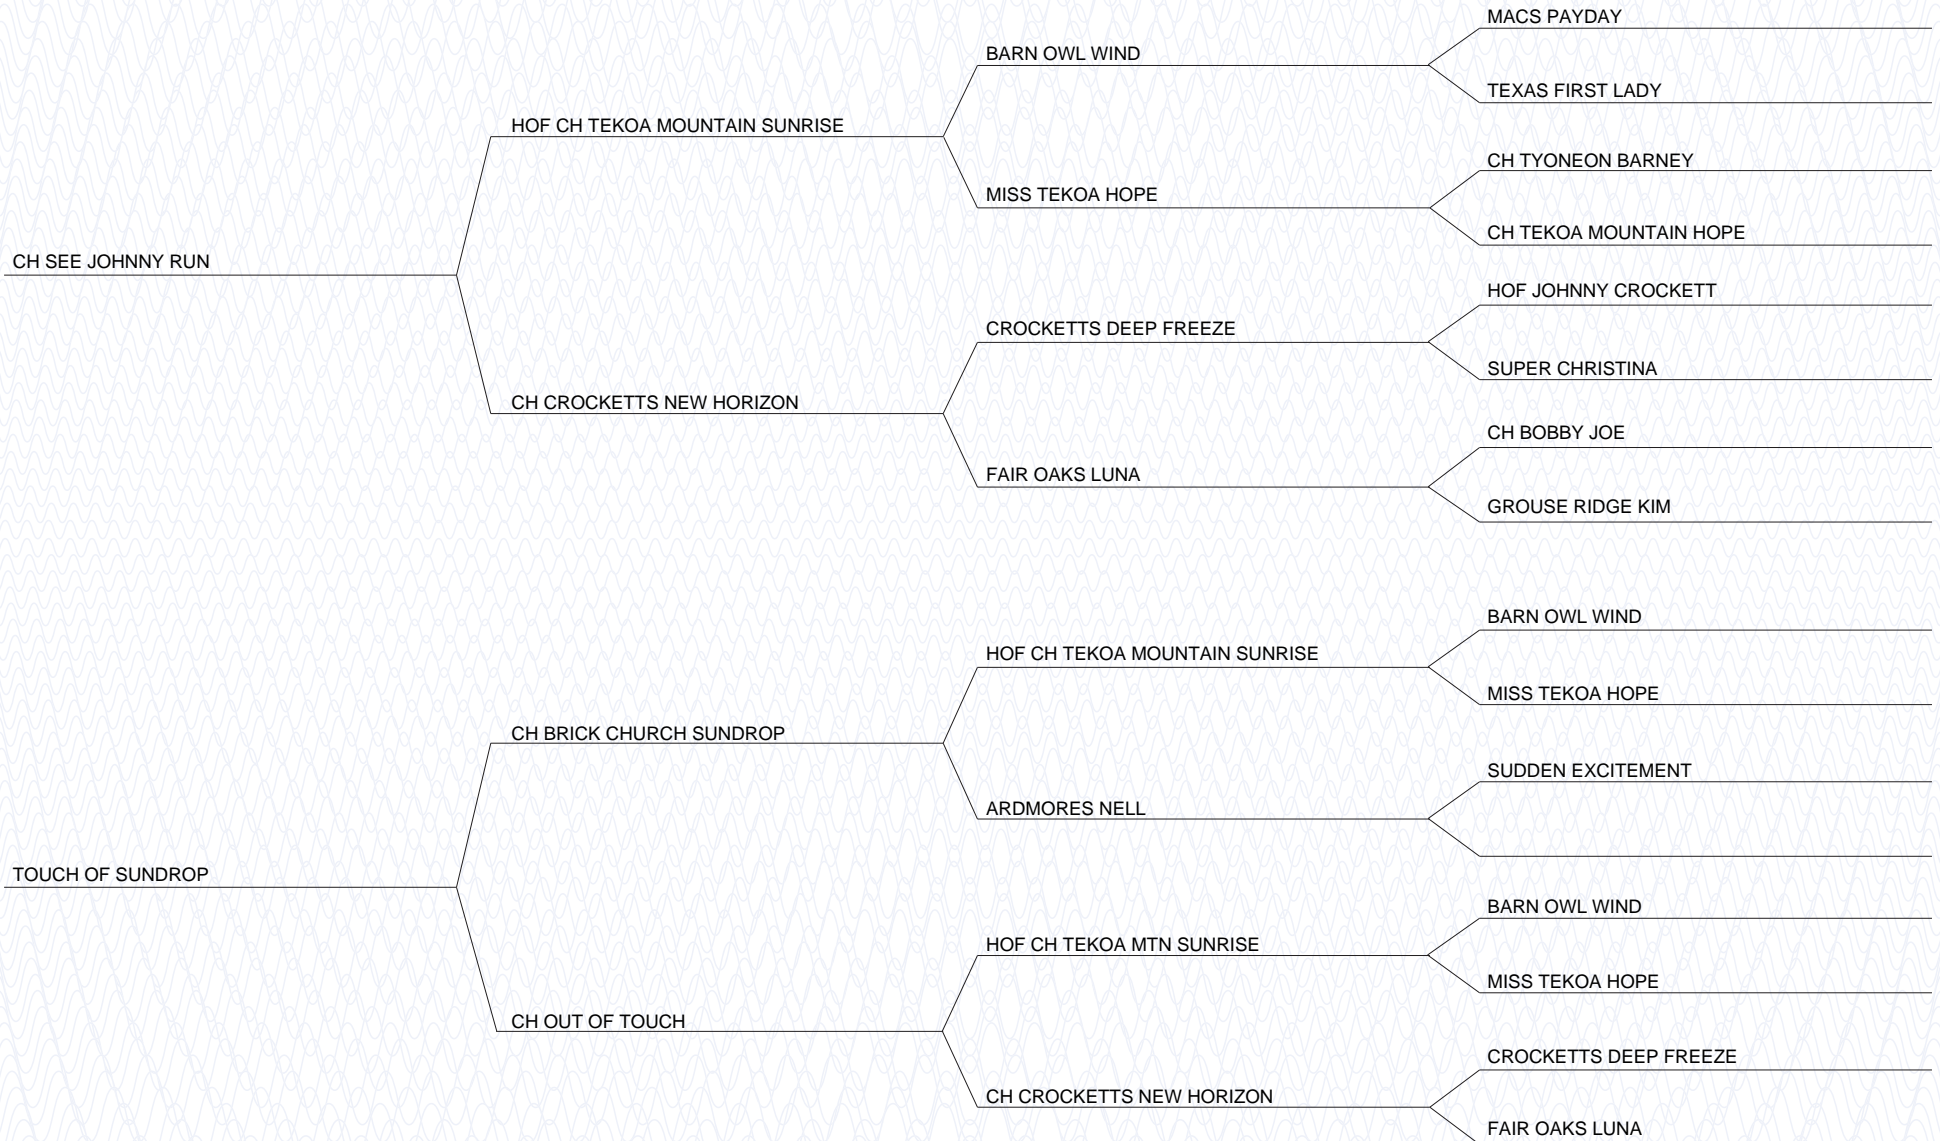 MACS PAYDAY
BARN OWL WIND
TEXAS FIRST LADY
HOF CH TEKOA MOUNTAIN SUNRISE
CH TYONEON BARNEY
MISS TEKOA HOPE
CH TEKOA MOUNTAIN HOPE
CH SEE JOHNNY RUN
HOF JOHNNY CROCKETT
CROCKETTS DEEP FREEZE
SUPER CHRISTINA
CH CROCKETTS NEW HORIZON
CH BOBBY JOE
FAIR OAKS LUNA
GROUSE RIDGE KIM
BARN OWL WIND
HOF CH TEKOA MOUNTAIN SUNRISE
MISS TEKOA HOPE
CH BRICK CHURCH SUNDROP
SUDDEN EXCITEMENT
ARDMORES NELL
TOUCH OF SUNDROP
BARN OWL WIND
HOF CH TEKOA MTN SUNRISE
MISS TEKOA HOPE
CH OUT OF TOUCH
CROCKETTS DEEP FREEZE
CH CROCKETTS NEW HORIZON
FAIR OAKS LUNA